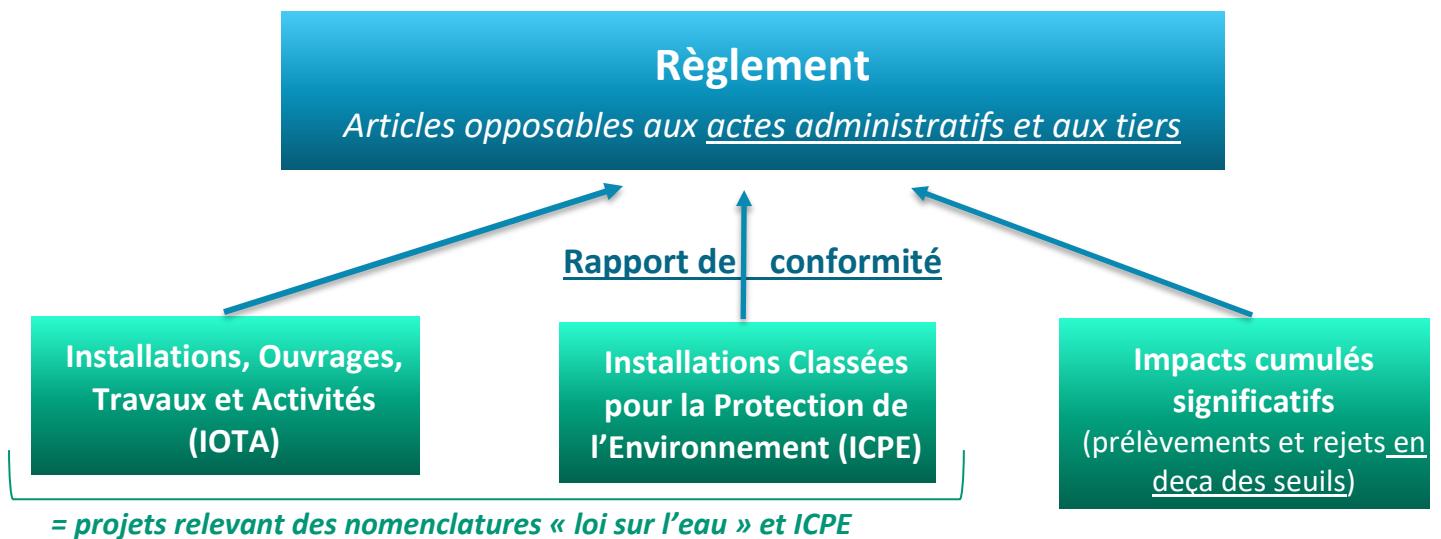 Règlement
Articles opposables aux actes administratifs et aux tiers
Rapport de conformité
Installations, Ouvrages,
Travaux et Activités
(IOTA)
Installations Classées
pour la Protection de
l’Environnement (ICPE)
Impacts cumulés
significatifs
(prélèvements et rejets en
deça des seuils)
= projets relevant des nomenclatures « loi sur l’eau » et ICPE